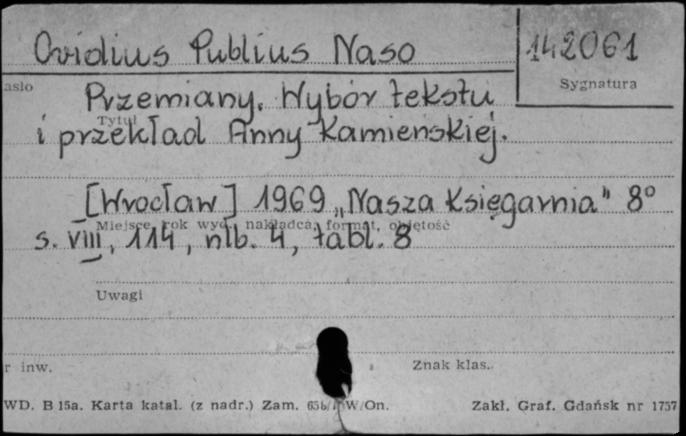 Ovidius Publius Naso
142061
asło
Sygnatura
Przemiany. Wybór tekstu
Tytuł
i przekład Anny Kamieńskiej.
[Wrocław] 1969 „Nasza Księgarnia" 8°
Miejsce, rok wyd., nakładca, format, objętość
s. VIII, 114, nlb. 4, tabl. 8
Uwagi
r inw.
Znak klas.
WD. B 15a. Karta katal. (z nadr.) Zam. W/On.
Zakł. Graf. Gdańsk nr 1757